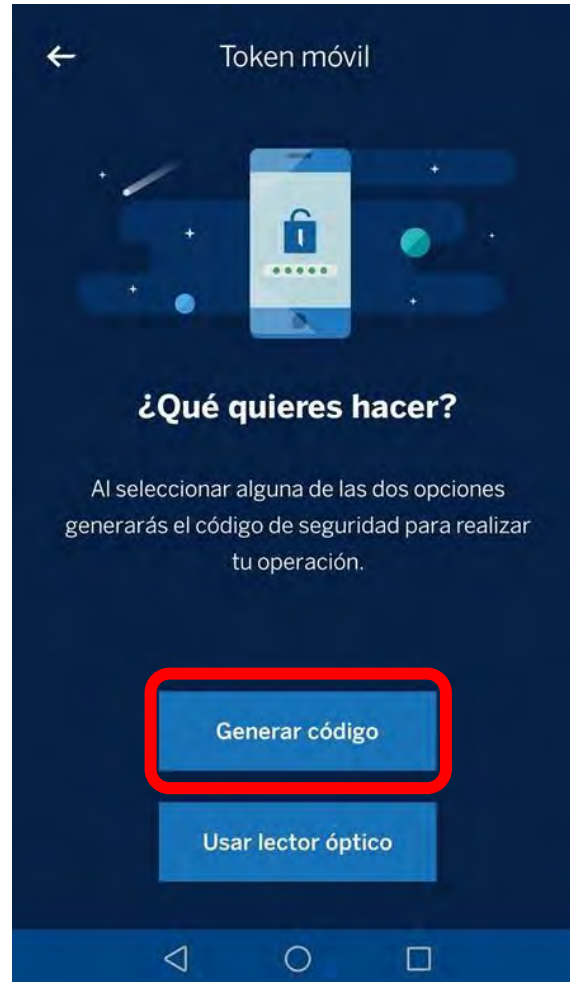 Token móvil
¿Qué quieres hacer?
Al seleccionar alguna de las dos opciones
generarás el código de seguridad para realizar
tu operación.
Generar código
Usar lector óptico